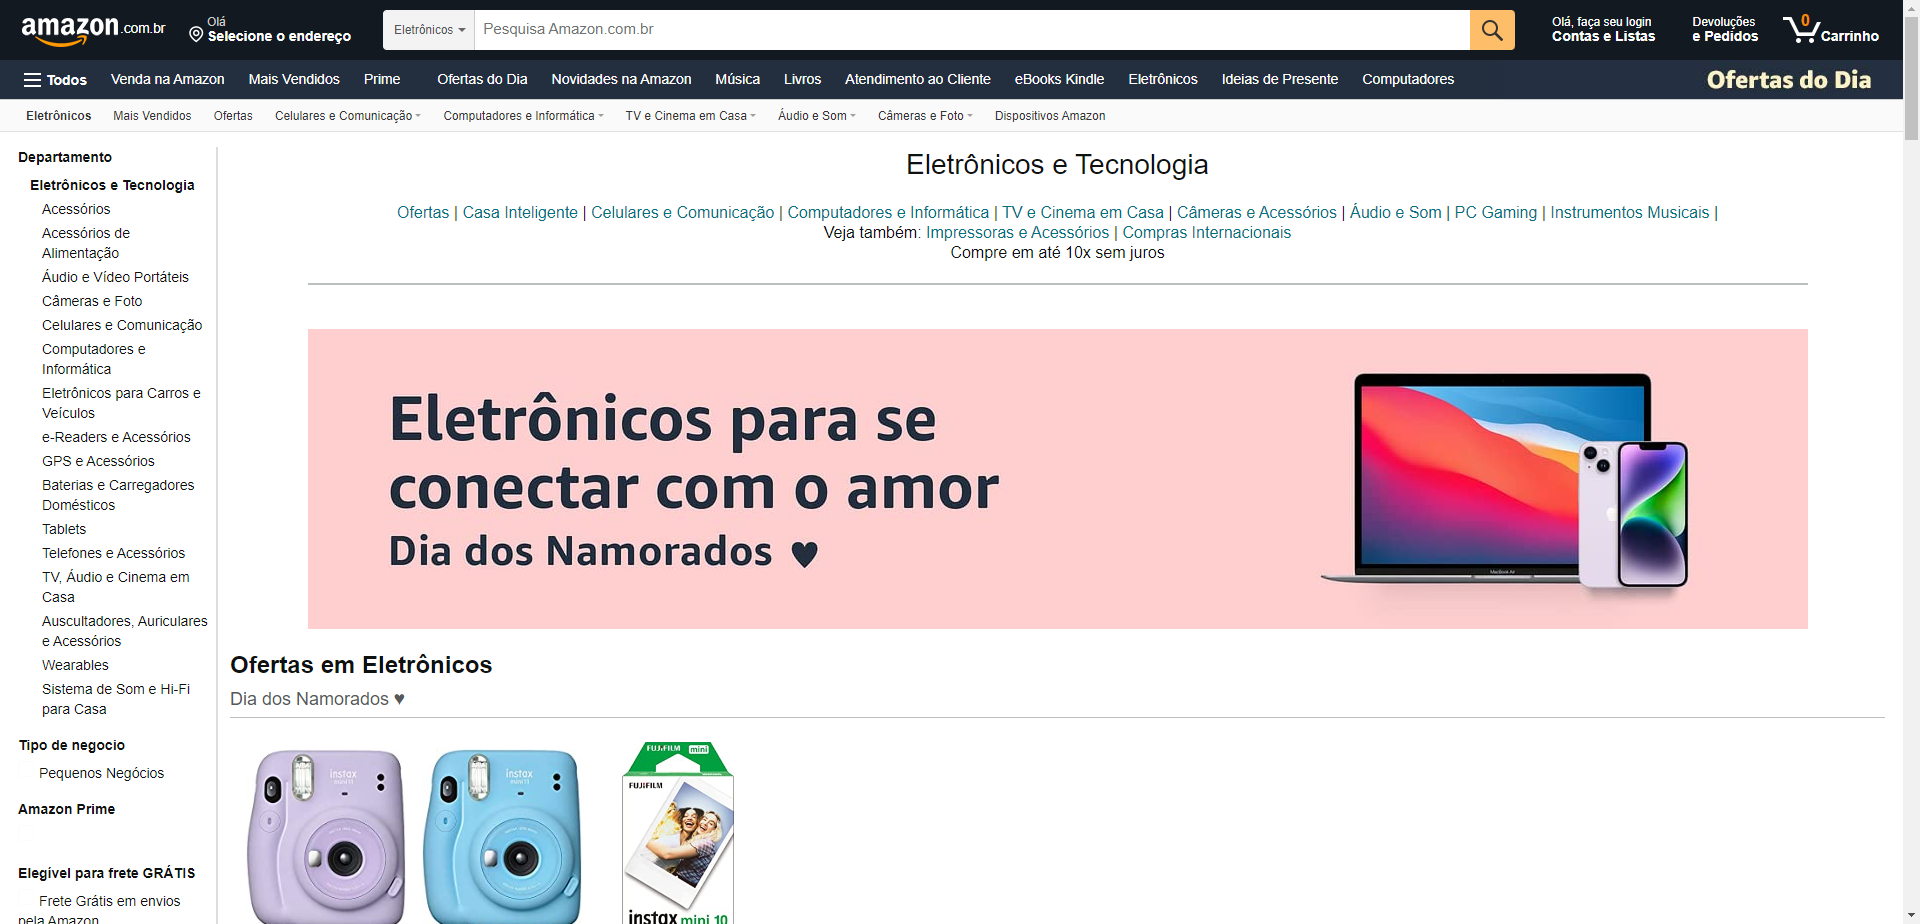 amazon.com.br
Olá
Selecione o endereço
Eletrônicos
Pesquisa Amazon.com.br
Olá, faça seu login
Contas e Listas
Devoluções
e Pedidos
0
Carrinho
Todos
Venda na Amazon
Mais Vendidos
Prime
Ofertas do Dia
Novidades na Amazon
Música
Livros
Atendimento ao Cliente
eBooks Kindle
Eletrônicos
Ideias de Presente
Computadores
Ofertas do Dia
Eletrônicos
Mais Vendidos
Ofertas
Celulares e Comunicação
Computadores e Informática
TV e Cinema em Casa
Áudio e Som
Câmeras e Foto
Dispositivos Amazon
Departamento
Eletrônicos e Tecnologia
Acessórios
Acessórios de
Alimentação
Áudio e Vídeo Portáteis
Câmeras e Foto
Celulares e Comunicação
Computadores e
Informática
Eletrônicos para Carros e
Veículos
e-Readers e Acessórios
GPS e Acessórios
Baterias e Carregadores
Domésticos
Tablets
Telefones e Acessórios
TV, Áudio e Cinema em
Casa
Auscultadores, Auriculares
e Acessórios
Wearables
Sistema de Som e Hi-Fi
para Casa
Tipo de negocio
Pequenos Negócios
Amazon Prime
Elegível para frete GRÁTIS
Frete Grátis em envios
pela Amazon
Eletrônicos e Tecnologia
Ofertas | Casa Inteligente | Celulares e Comunicação | Computadores e Informática | TV e Cinema em Casa | Câmeras e Acessórios | Áudio e Som | PC Gaming | Instrumentos Musicais |
Veja também: Impressoras e Acessórios | Compras Internacionais
Compre em até 10x sem juros
Eletrônicos para se
conectar com o amor
Dia dos Namorados ♥
MacBook Air
Ofertas em Eletrônicos
Dia dos Namorados ♥
instax
mini 11
instax
mini 11
FUJIFILM mini
FUJIFILM
instax mini 10